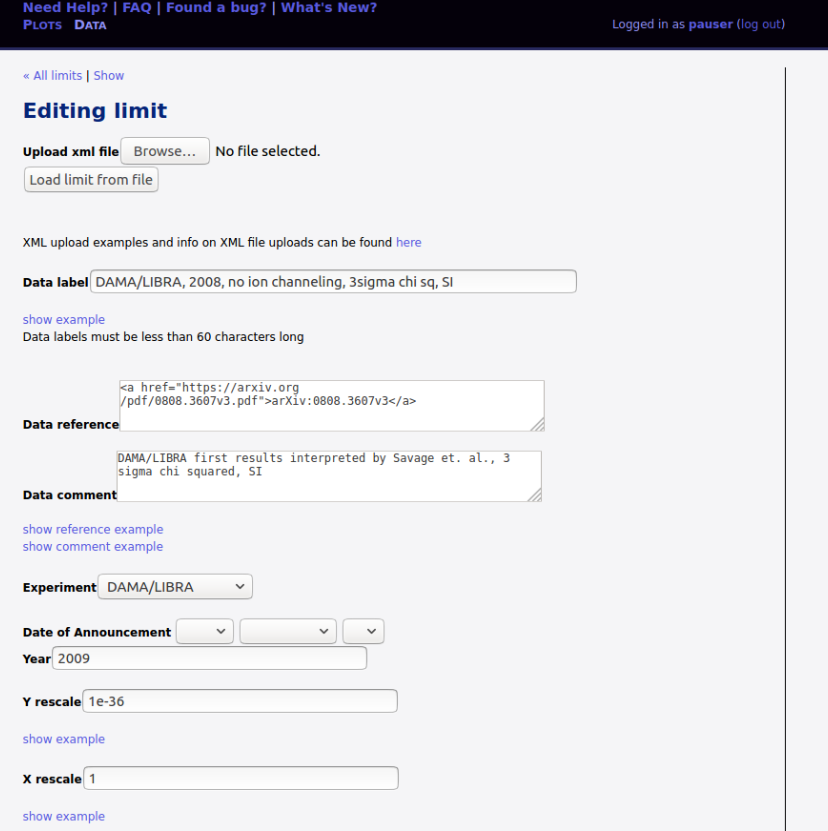 Need Help? | FAQ | Found a bug? | What's New?
PLOTS DATA
Logged in as pauser (log out)
« All limits | Show
Editing limit
Upload xml file Browse... No file selected.
Load limit from file
XML upload examples and info on XML file uploads can be found here
Data label DAMA/LIBRA, 2008, no ion channeling, 3sigma chi sq, SI
show example
Data labels must be less than 60 characters long
<a href="https://arxiv.org
/pdf/0808.3607v3.pdf">arXiv:0808.3607v3</a>
Data reference
DAMA/LIBRA first results interpreted by Savage et. al., 3
sigma chi squared, SI
Data comment
show reference example
show comment example
Experiment DAMA/LIBRA
Date of Announcement
Year 2009
Y rescale 1e-36
show example
X rescale 1
show example